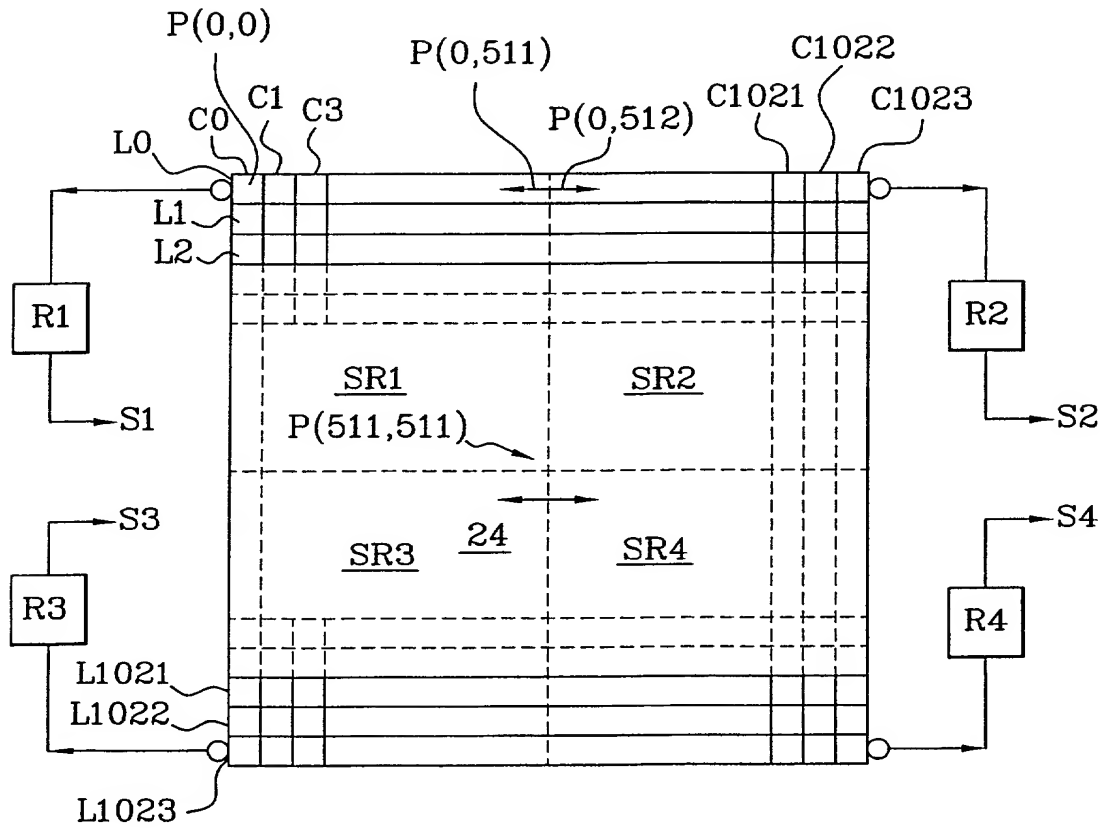 P(0,0)
P(0,511)
C1022
C1
C3
C1021
C1023
C0
P(0,512)
L0
L1
L2
R1
R2
SR1
SR2
S1
P(511,511)
S2
S3
S4
24
SR3
SR4
R3
R4
L1021
L1022
L1023